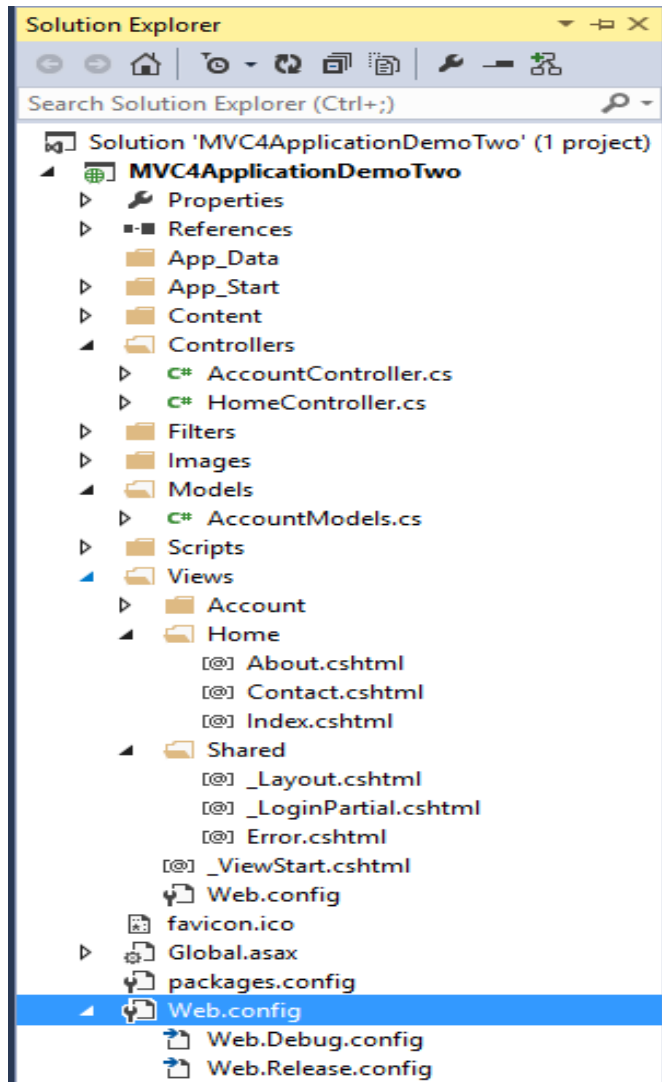 Solution Explorer
Search Solution Explorer (Ctrl+;)
Solution 'MVC4ApplicationDemoTwo' (1 project)
MVC4ApplicationDemoTwo
Properties
References
App_Data
App_Start
Content
Controllers
C# AccountController.cs
C# HomeController.cs
Filters
Images
Models
C# AccountModels.cs
Scripts
Views
Account
Home
[@] About.cshtml
[@] Contact.cshtml
[@] Index.cshtml
Shared
[@] _Layout.cshtml
[@] _LoginPartial.cshtml
[@] Error.cshtml
[@] _ViewStart.cshtml
Web.config
favicon.ico
Global.asax
packages.config
Web.config
Web.Debug.config
Web.Release.config